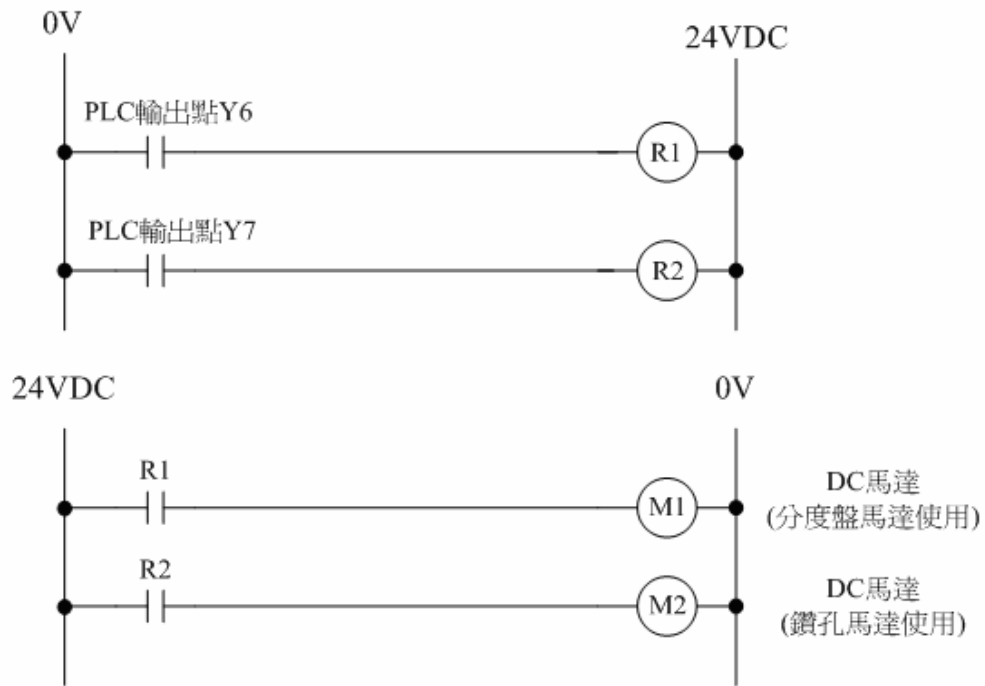 0V
24VDC
PLC輸出點Y6
R1
PLC輸出點Y7
R2
24VDC
0V
R1
M1
DC馬達
(分度盤馬達使用)
R2
M2
DC馬達
(鑽孔馬達使用)